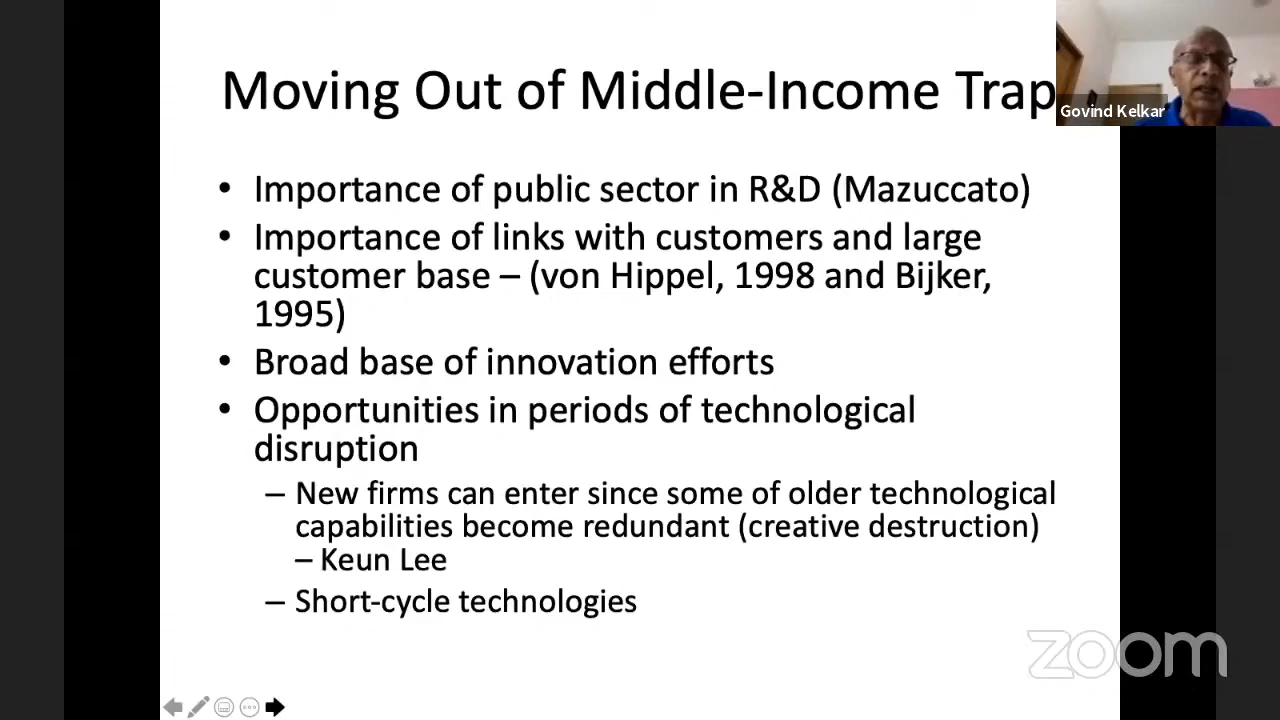 Moving Out of Middle-Income Trap
Govind Kelkar
• Importance of public sector in R&D (Mazuccato)
• Importance of links with customers and large
customer base – (von Hippel, 1998 and Bijker,
1995)
• Broad base of innovation efforts
• Opportunities in periods of technological
disruption
– New firms can enter since some of older technological
capabilities become redundant (creative destruction)
– Keun Lee
– Short-cycle technologies
zoom